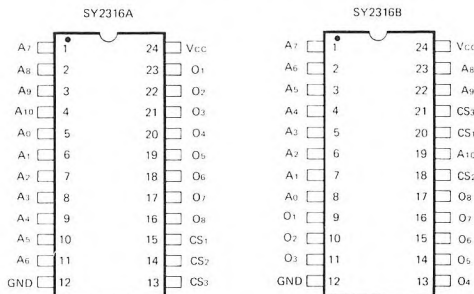 SY2316A
A7 1 24 VCC
A8 2 23 O1
A9 3 22 O2
A10 4 21 O3
A0 5 20 O4
A1 6 19 O5
A2 7 18 O6
A3 8 17 O7
A4 9 16 O8
A5 10 15 CS1
A6 11 14 CS2
GND 12 13 CS3
SY2316B
A7 1 24 VCC
A6 2 23 A8
A5 3 22 A9
A4 4 21 CS3
A3 5 20 CS1
A2 6 19 A10
A1 7 18 CS2
A0 8 17 O8
O1 9 16 O7
O2 10 15 O6
O3 11 14 O5
GND 12 13 O4